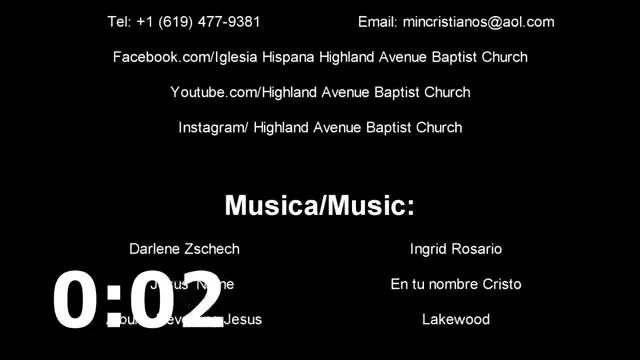 Tel: +1 (619) 477-9381 Email: mincristianos@aol.com
Facebook.com/Iglesia Hispana Highland Avenue Baptist Church
Youtube.com/Highland Avenue Baptist Church
Instagram/ Highland Avenue Baptist Church
Musica/Music:
Darlene Zschech Ingrid Rosario
En tu nombre Cristo
0:02
Jesus Lakewood